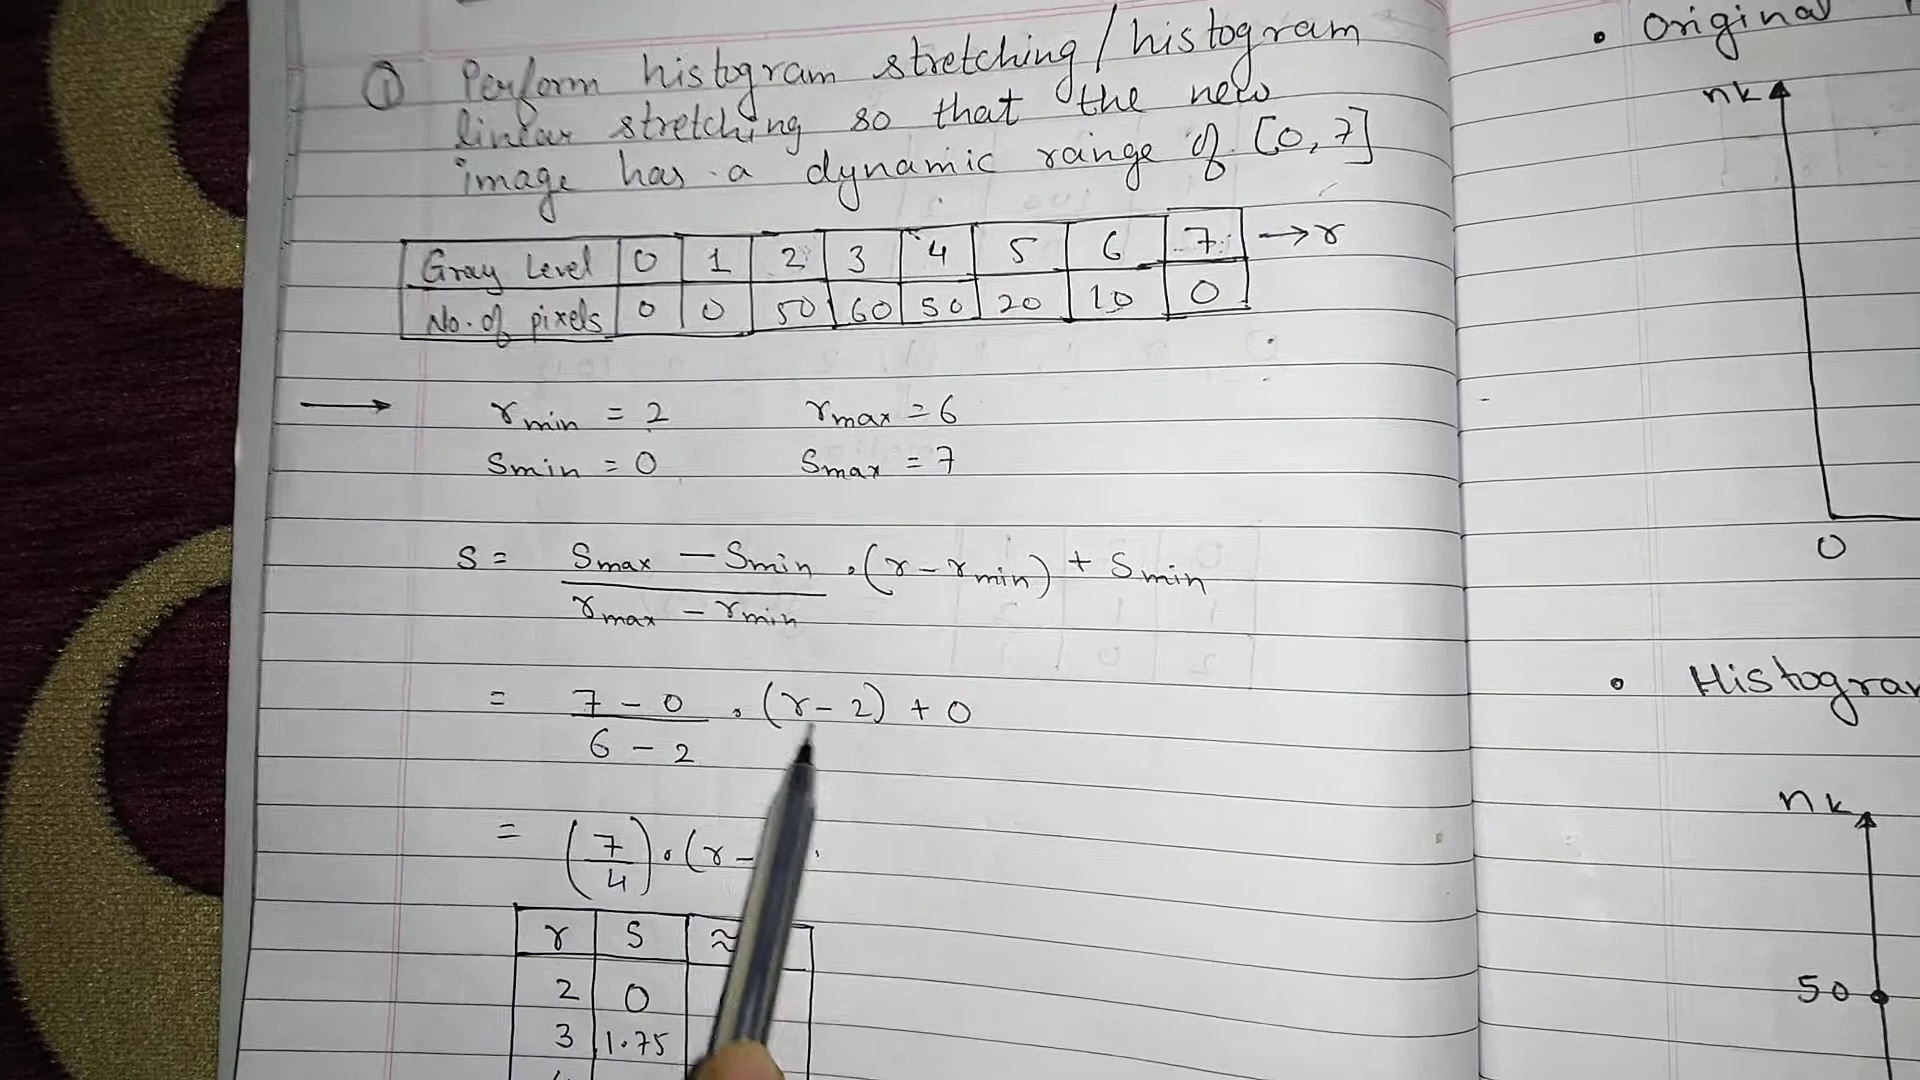 ① Perform histogram stretching / histogram
linear stretching so that the new
image has a dynamic range of [0, 7]
Gray Level 0 1 2 3 4 5 6 7 → r
No. of pixels 0 0 50 60 50 20 10 0
→ rmin = 2 rmax = 6
Smin = 0 Smax = 7
S = Smax - Smin . (r - rmin) + Smin
rmax - rmin
= 7 - 0 . (r - 2) + 0
6 - 2
= (7/4) . (r -
r S ≈
2 0
3 1.75
• Original
nk
0
• Histogram
nk
50